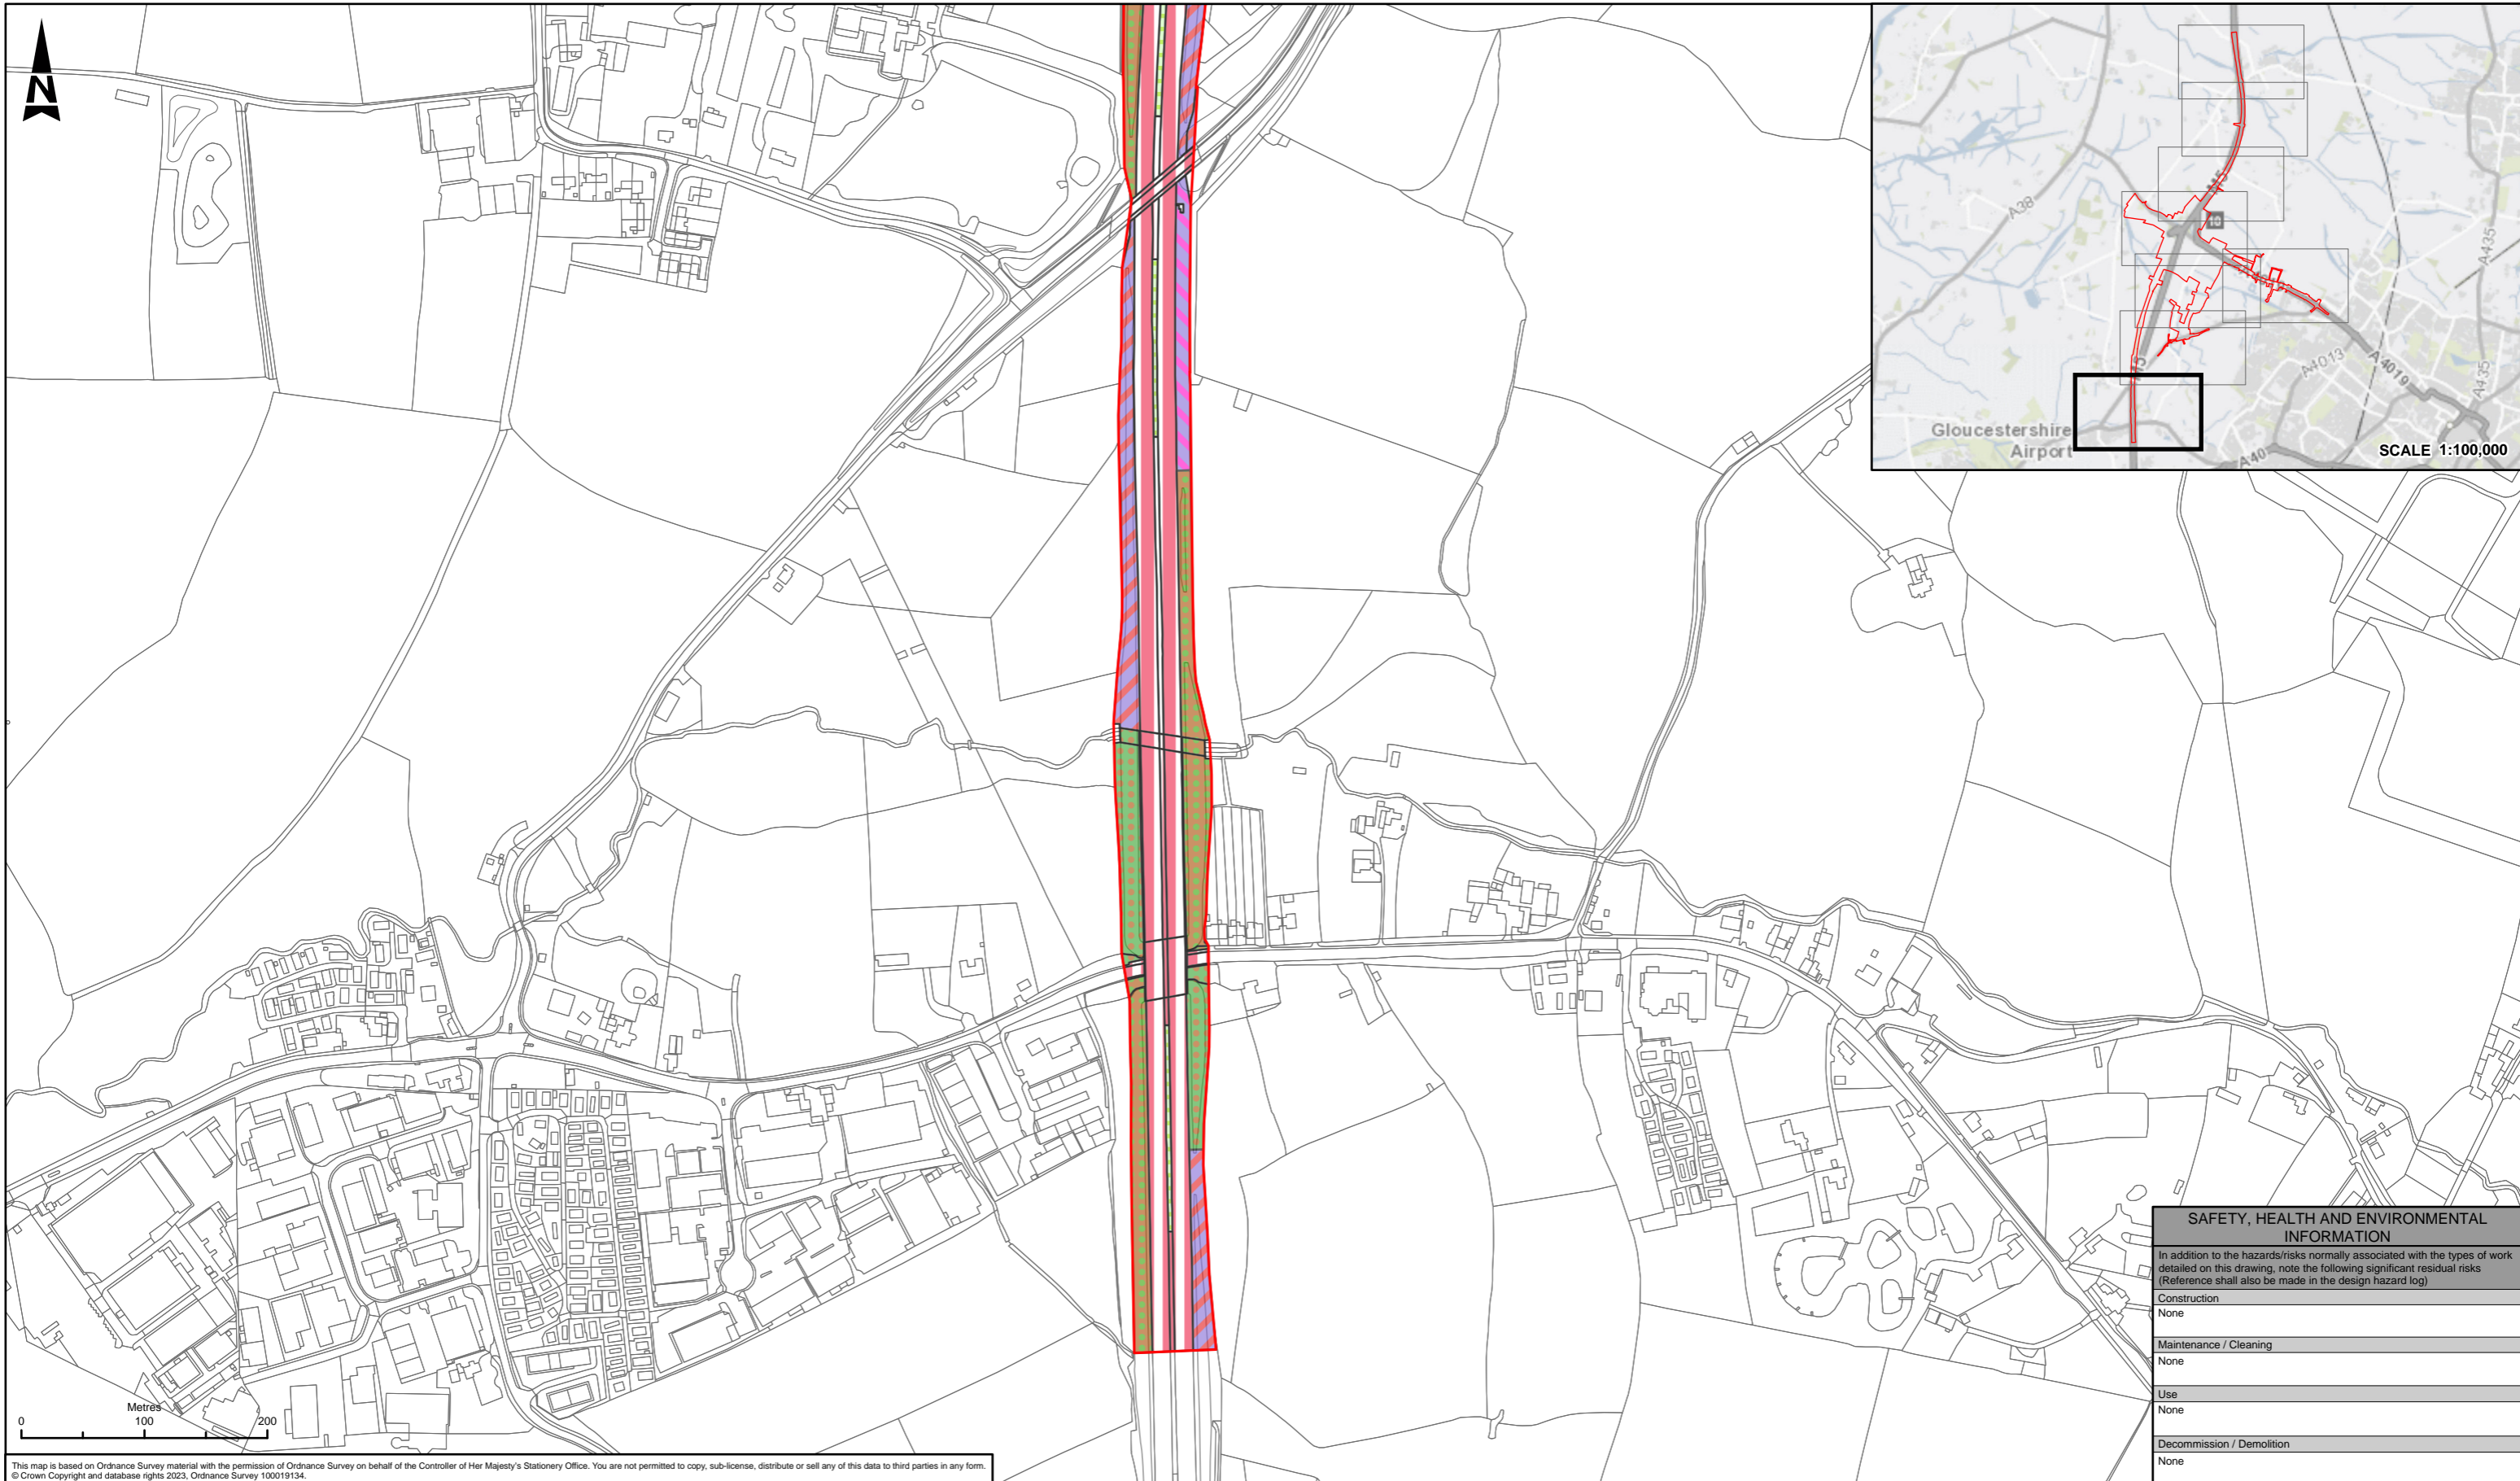 N
A38
M5
10
A435
A4019
A4013
A435
M5
Gloucestershire
Airport
A40
SCALE 1:100,000
SAFETY, HEALTH AND ENVIRONMENTAL
INFORMATION
In addition to the hazards/risks normally associated with the types of work
detailed on this drawing, note the following significant residual risks
(Reference shall also be made in the design hazard log)
Construction
None
Maintenance / Cleaning
None
Use
None
Decommission / Demolition
None
Metres
0 100 200
This map is based on Ordnance Survey material with the permission of Ordnance Survey on behalf of the Controller of Her Majesty's Stationery Office. You are not permitted to copy, sub-license, distribute or sell any of this data to third parties in any form.
© Crown Copyright and database rights 2023, Ordnance Survey 100019134.